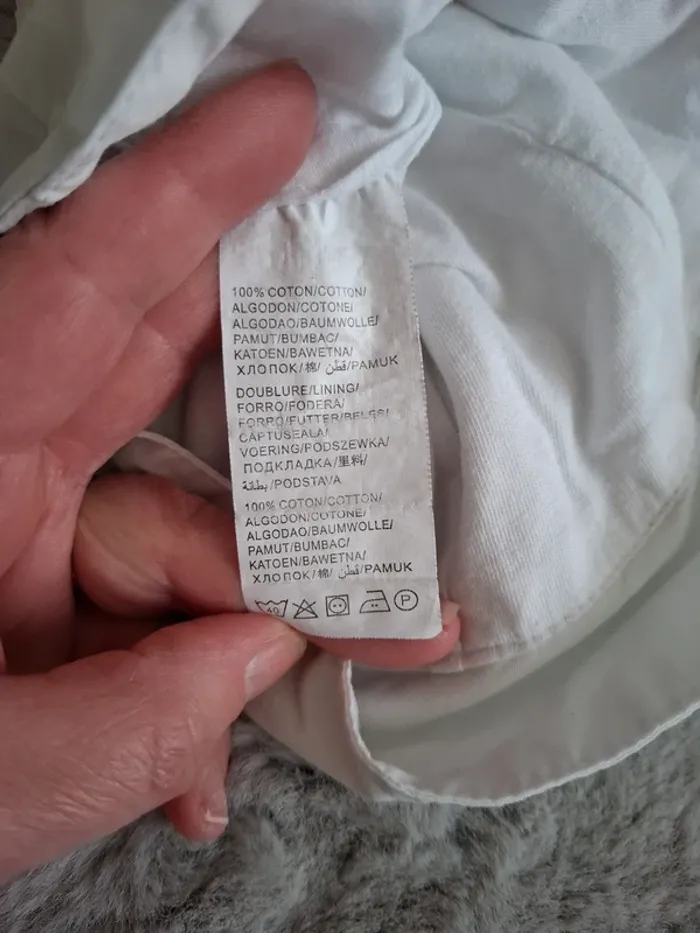 100% COTON/COTTON/
ALGODON/COTONE/
ALGODAO/BAUMWOLLE/
PAMUT/BUMBAC/
KATOEN/BAWETNA/
ХЛОПОК/棉/ قطن/PAMUK
DOUBLURE/LINING/
FORRO/FODERA/
FORRO/FUTTER/BELES/
CAPTUSEALA/
VOERING/PODSZEWKA/
ПОДКЛАДКА/里料/
بطانة/PODSTAVA
100% COTON/COTTON/
ALGODON/COTONE/
ALGODAO/BAUMWOLLE/
PAMUT/BUMBAC/
KATOEN/BAWETNA/
ХЛОПОК/棉/ قطن/PAMUK
40 P